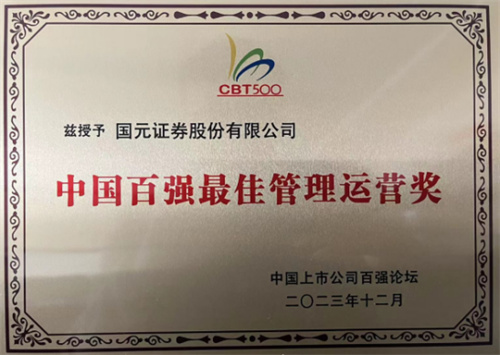 CBT500
兹授予 国元证券股份有限公司
中国百强最佳管理运营奖
中国上市公司百强论坛
二〇二三年十二月